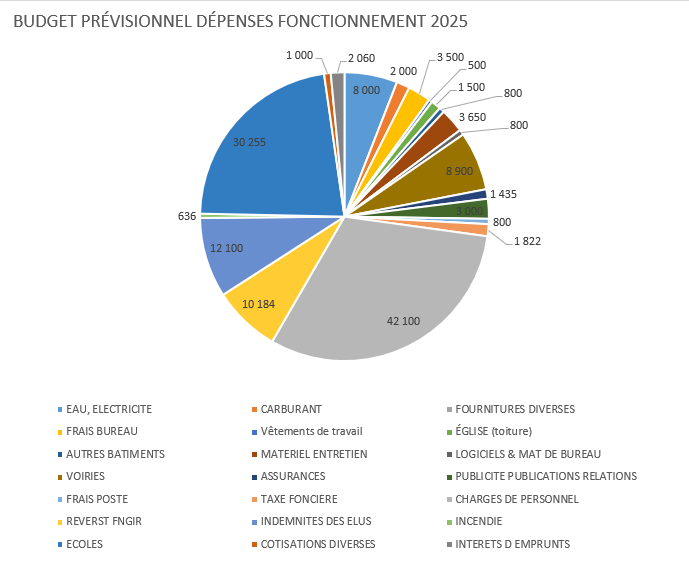 BUDGET PRÉVISIONNEL DÉPENSES FONCTIONNEMENT 2025
1 000
2 060
8 000
2 000
3 500
500
1 500
800
3 650
800
8 900
1 435
3 000
800
1 822
42 100
10 184
12 100
636
30 255
EAU, ELECTRICITE
CARBURANT
FOURNITURES DIVERSES
FRAIS BUREAU
Vêtements de travail
ÉGLISE (toiture)
AUTRES BATIMENTS
MATERIEL ENTRETIEN
LOGICIELS & MAT DE BUREAU
VOIRIES
ASSURANCES
PUBLICITE PUBLICATIONS RELATIONS
FRAIS POSTE
TAXE FONCIERE
CHARGES DE PERSONNEL
REVERST FNGIR
INDEMNITES DES ELUS
INCENDIE
ECOLES
COTISATIONS DIVERSES
INTERETS D EMPRUNTS